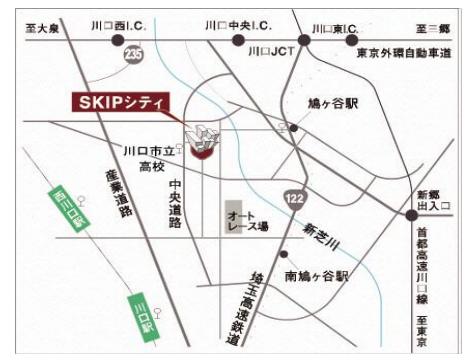 至大泉
川口西I.C.
川口中央I.C.
川口東I.C.
至三郷
川口JCT
東京外環自動車道
235
SKIPシティ
鳩ヶ谷駅
川口市立
高校
産業道路
中央道路
オート
レース場
122
新芝川
新郷
出入口
西川口駅
川口駅
南鳩ヶ谷駅
埼玉高速鉄道
首都高速川口線
至東京